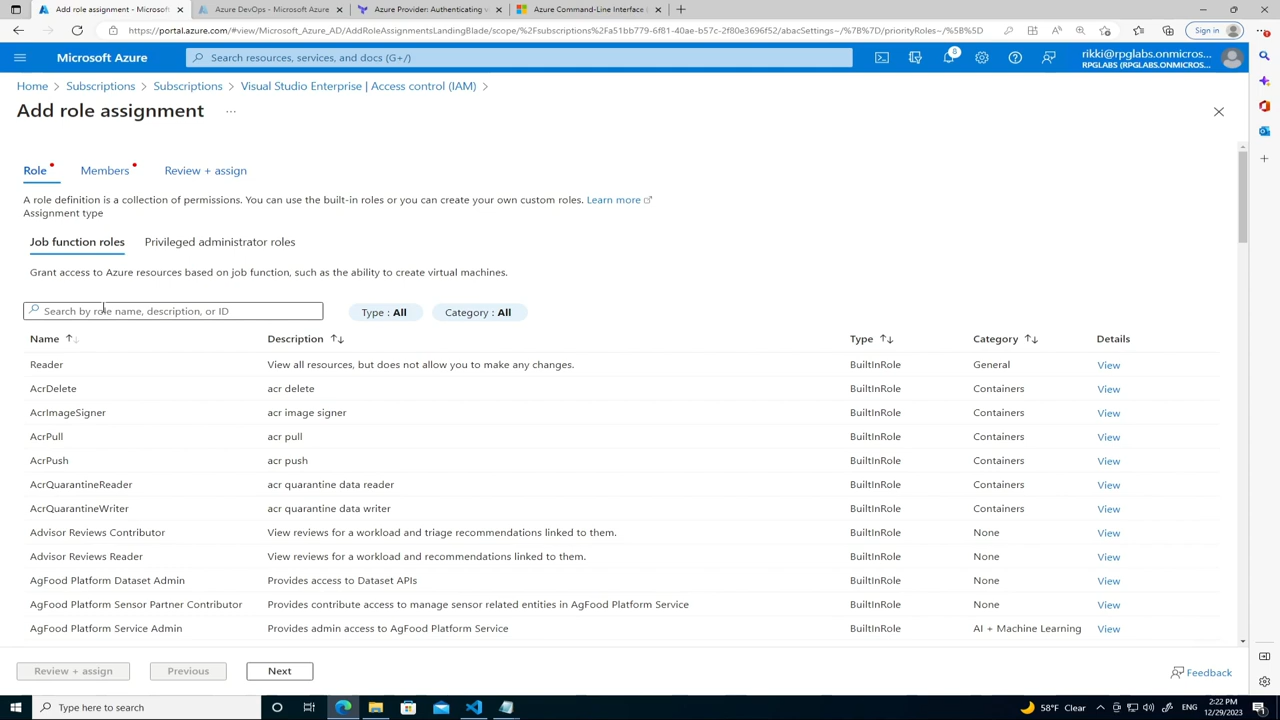 Add role assignment - Microsoft
Azure DevOps - Microsoft Azure
Azure Provider: Authenticating v
Azure Command-Line Interface
https://portal.azure.com/#view/Microsoft_Azure_AD/AddRoleAssignmentsLandingBlade/scope/%2Fsubscriptions%2Fa51bb779-6f81-40ae-b57c-2f80e3696f52/abacSettings~/%7B%7D/priorityRoles~/%5B%5D
Sign in
Microsoft Azure
Search resources, services, and docs (G+/)
8
rikki@rpglabs.onmicros...
RPGLABS (RPGLABS.ONMICROSO...
Home > Subscriptions > Subscriptions > Visual Studio Enterprise | Access control (IAM) >
Add role assignment ...
Role Members Review + assign
A role definition is a collection of permissions. You can use the built-in roles or you can create your own custom roles. Learn more
Assignment type
Job function roles Privileged administrator roles
Grant access to Azure resources based on job function, such as the ability to create virtual machines.
Search by role name, description, or ID Type : All Category : All
Name Description Type Category Details
Reader View all resources, but does not allow you to make any changes. BuiltInRole General View
AcrDelete acr delete BuiltInRole Containers View
AcrImageSigner acr image signer BuiltInRole Containers View
AcrPull acr pull BuiltInRole Containers View
AcrPush acr push BuiltInRole Containers View
AcrQuarantineReader acr quarantine data reader BuiltInRole Containers View
AcrQuarantineWriter acr quarantine data writer BuiltInRole Containers View
Advisor Reviews Contributor View reviews for a workload and triage recommendations linked to them. BuiltInRole None View
Advisor Reviews Reader View reviews for a workload and recommendations linked to them. BuiltInRole None View
AgFood Platform Dataset Admin Provides access to Dataset APIs BuiltInRole None View
AgFood Platform Sensor Partner Contributor Provides contribute access to manage sensor related entities in AgFood Platform Service BuiltInRole None View
AgFood Platform Service Admin Provides admin access to AgFood Platform Service BuiltInRole AI + Machine Learning View
Review + assign Previous Next Feedback
Type here to search
58°F Clear
ENG
2:22 PM
12/29/2023